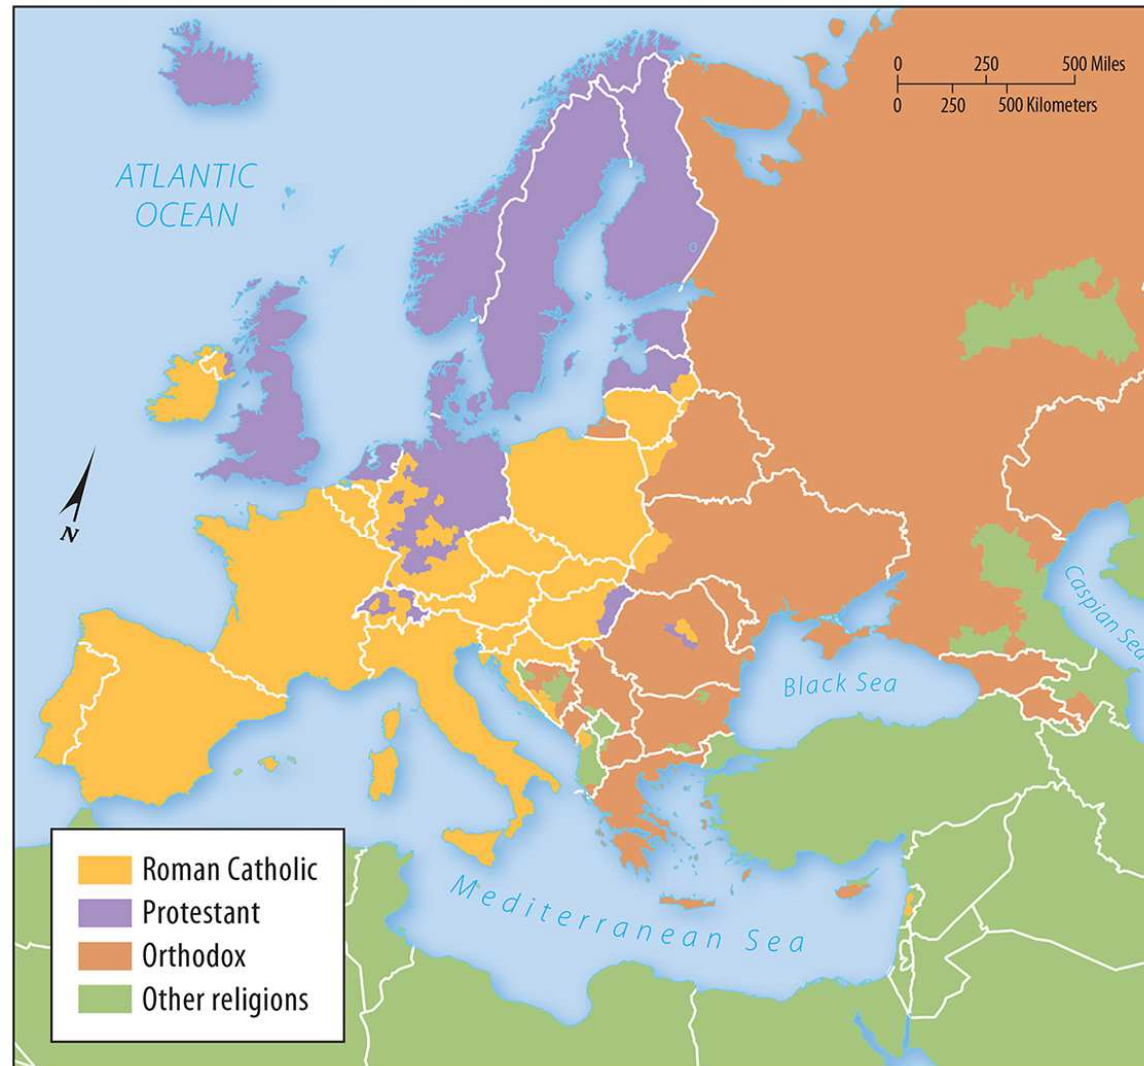 0 250 500 Miles
0 250 500 Kilometers
ATLANTIC
OCEAN
N
Caspian Sea
Black Sea
Mediterranean Sea
Roman Catholic
Protestant
Orthodox
Other religions